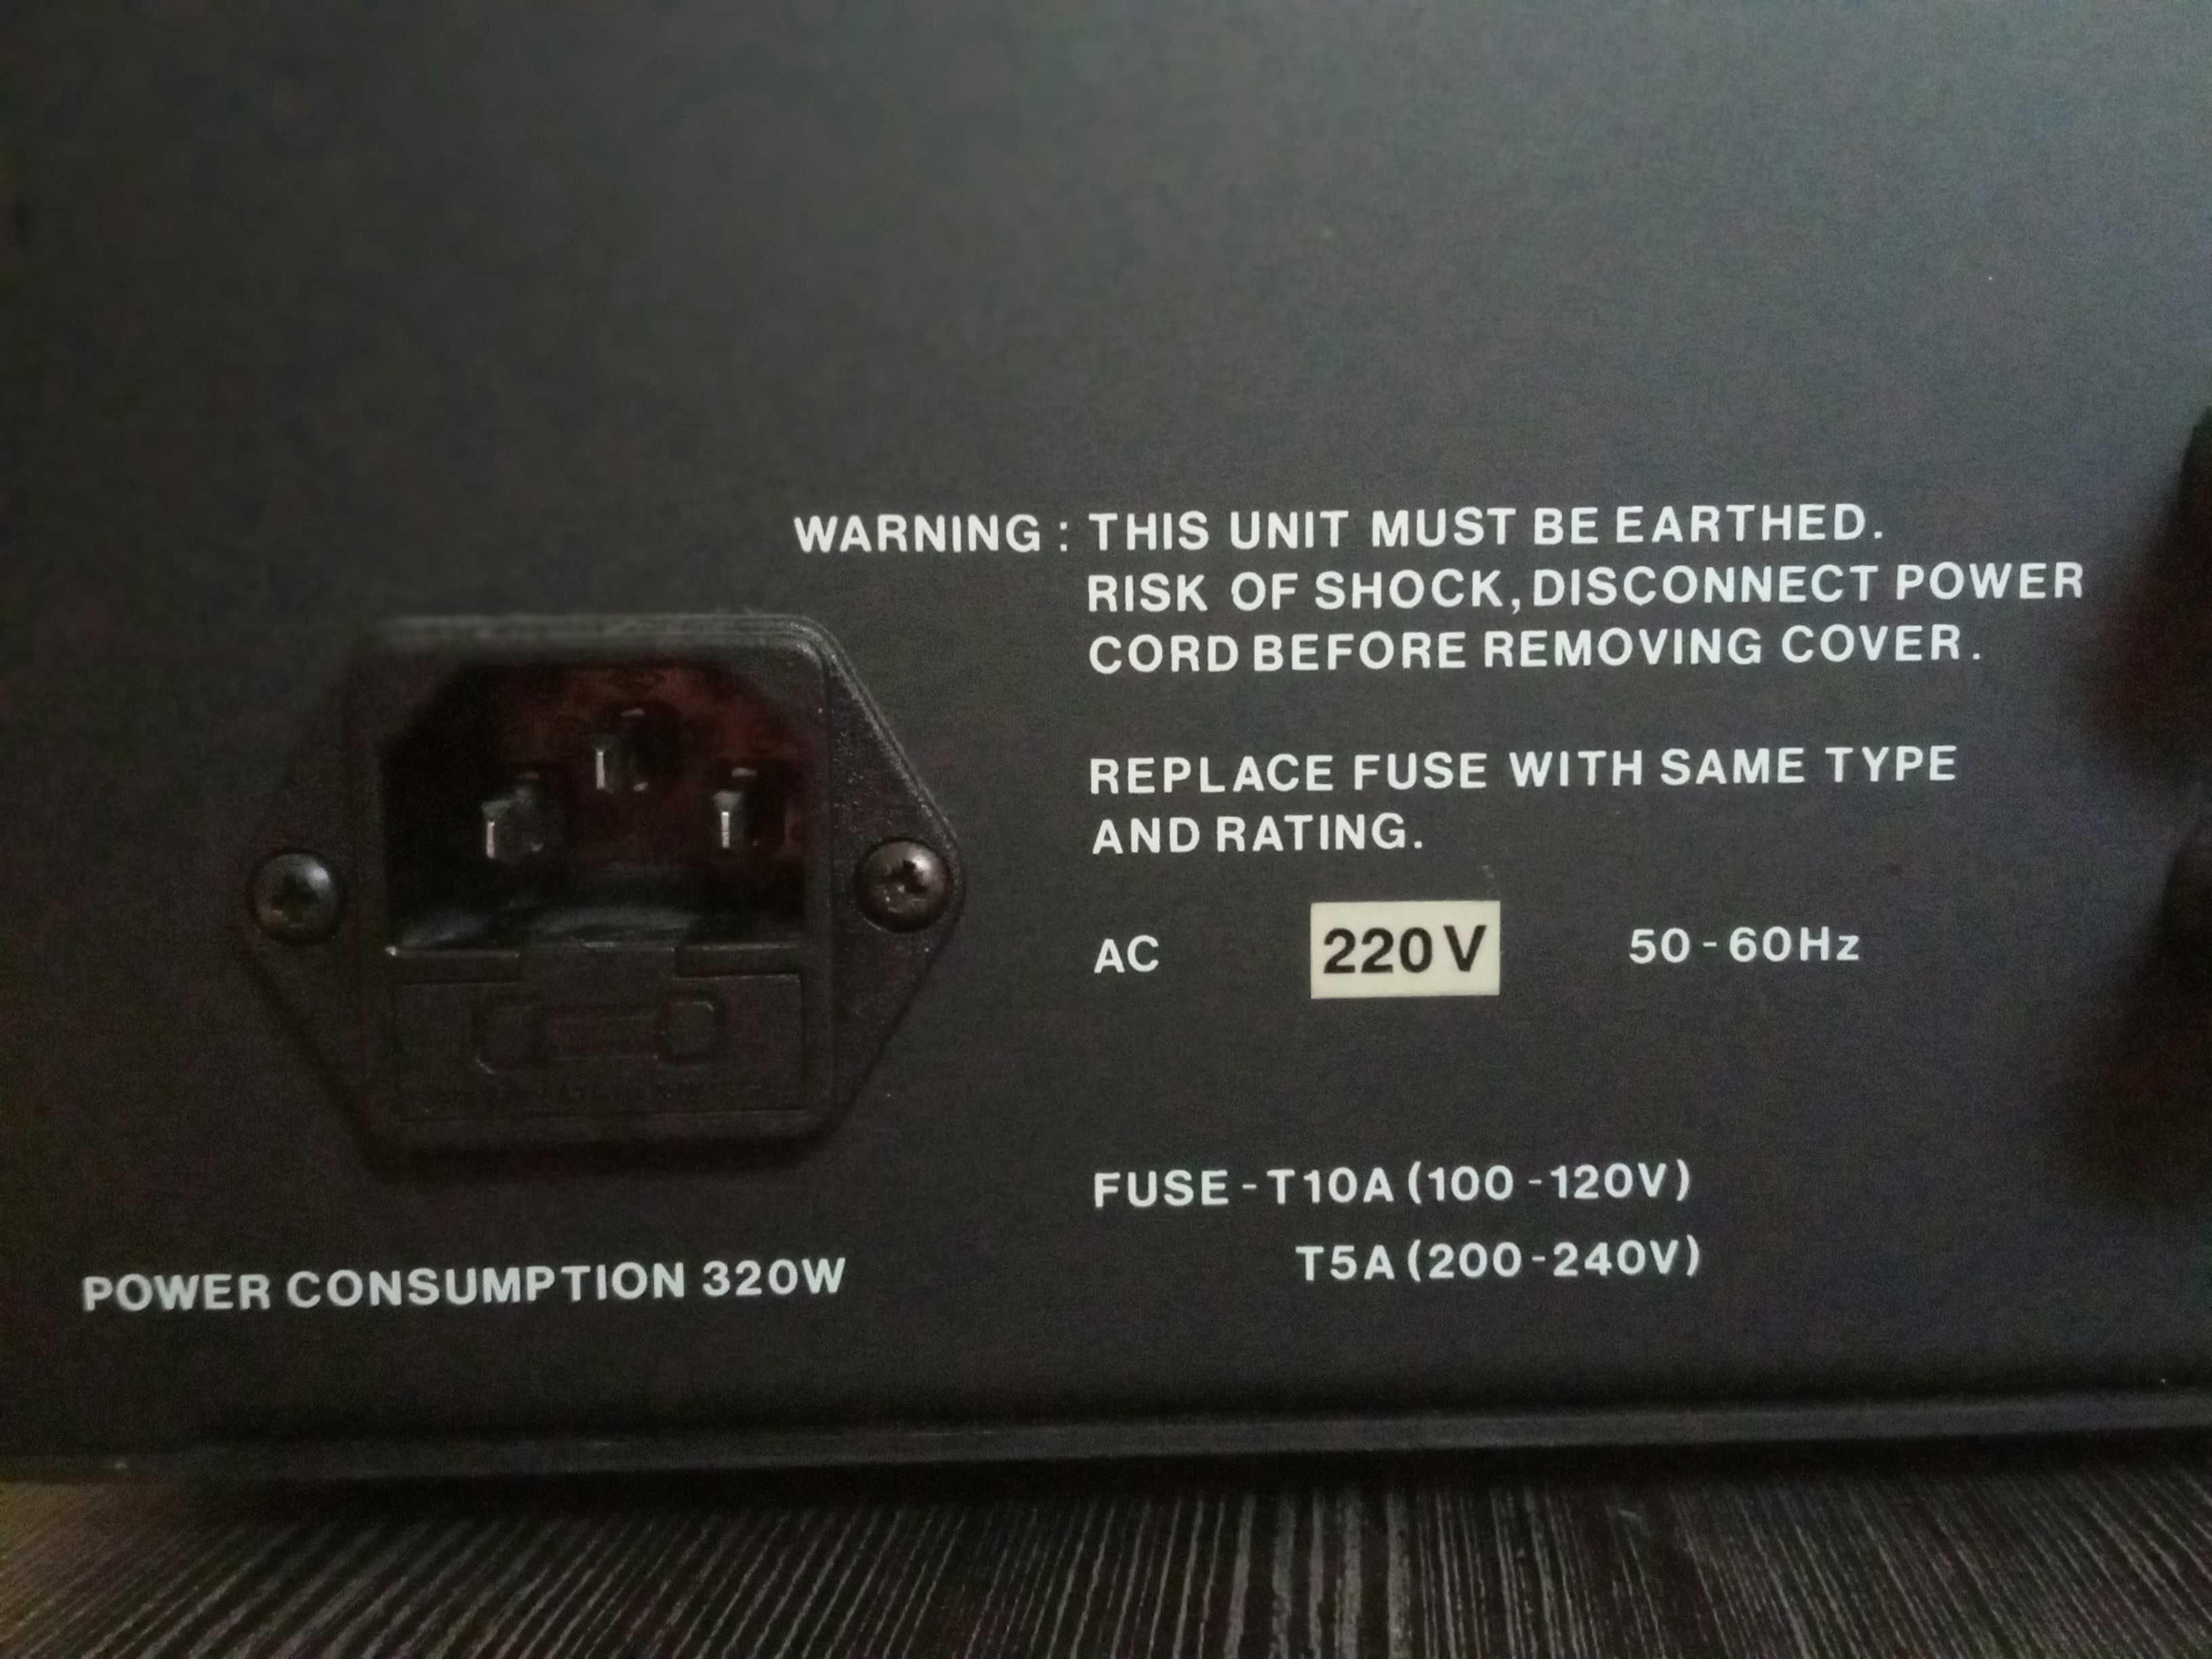 WARNING : THIS UNIT MUST BE EARTHED.
RISK OF SHOCK, DISCONNECT POWER
CORD BEFORE REMOVING COVER.
REPLACE FUSE WITH SAME TYPE
AND RATING.
AC 220V 50-60Hz
FUSE-T10A (100-120V)
T5A (200-240V)
POWER CONSUMPTION 320W